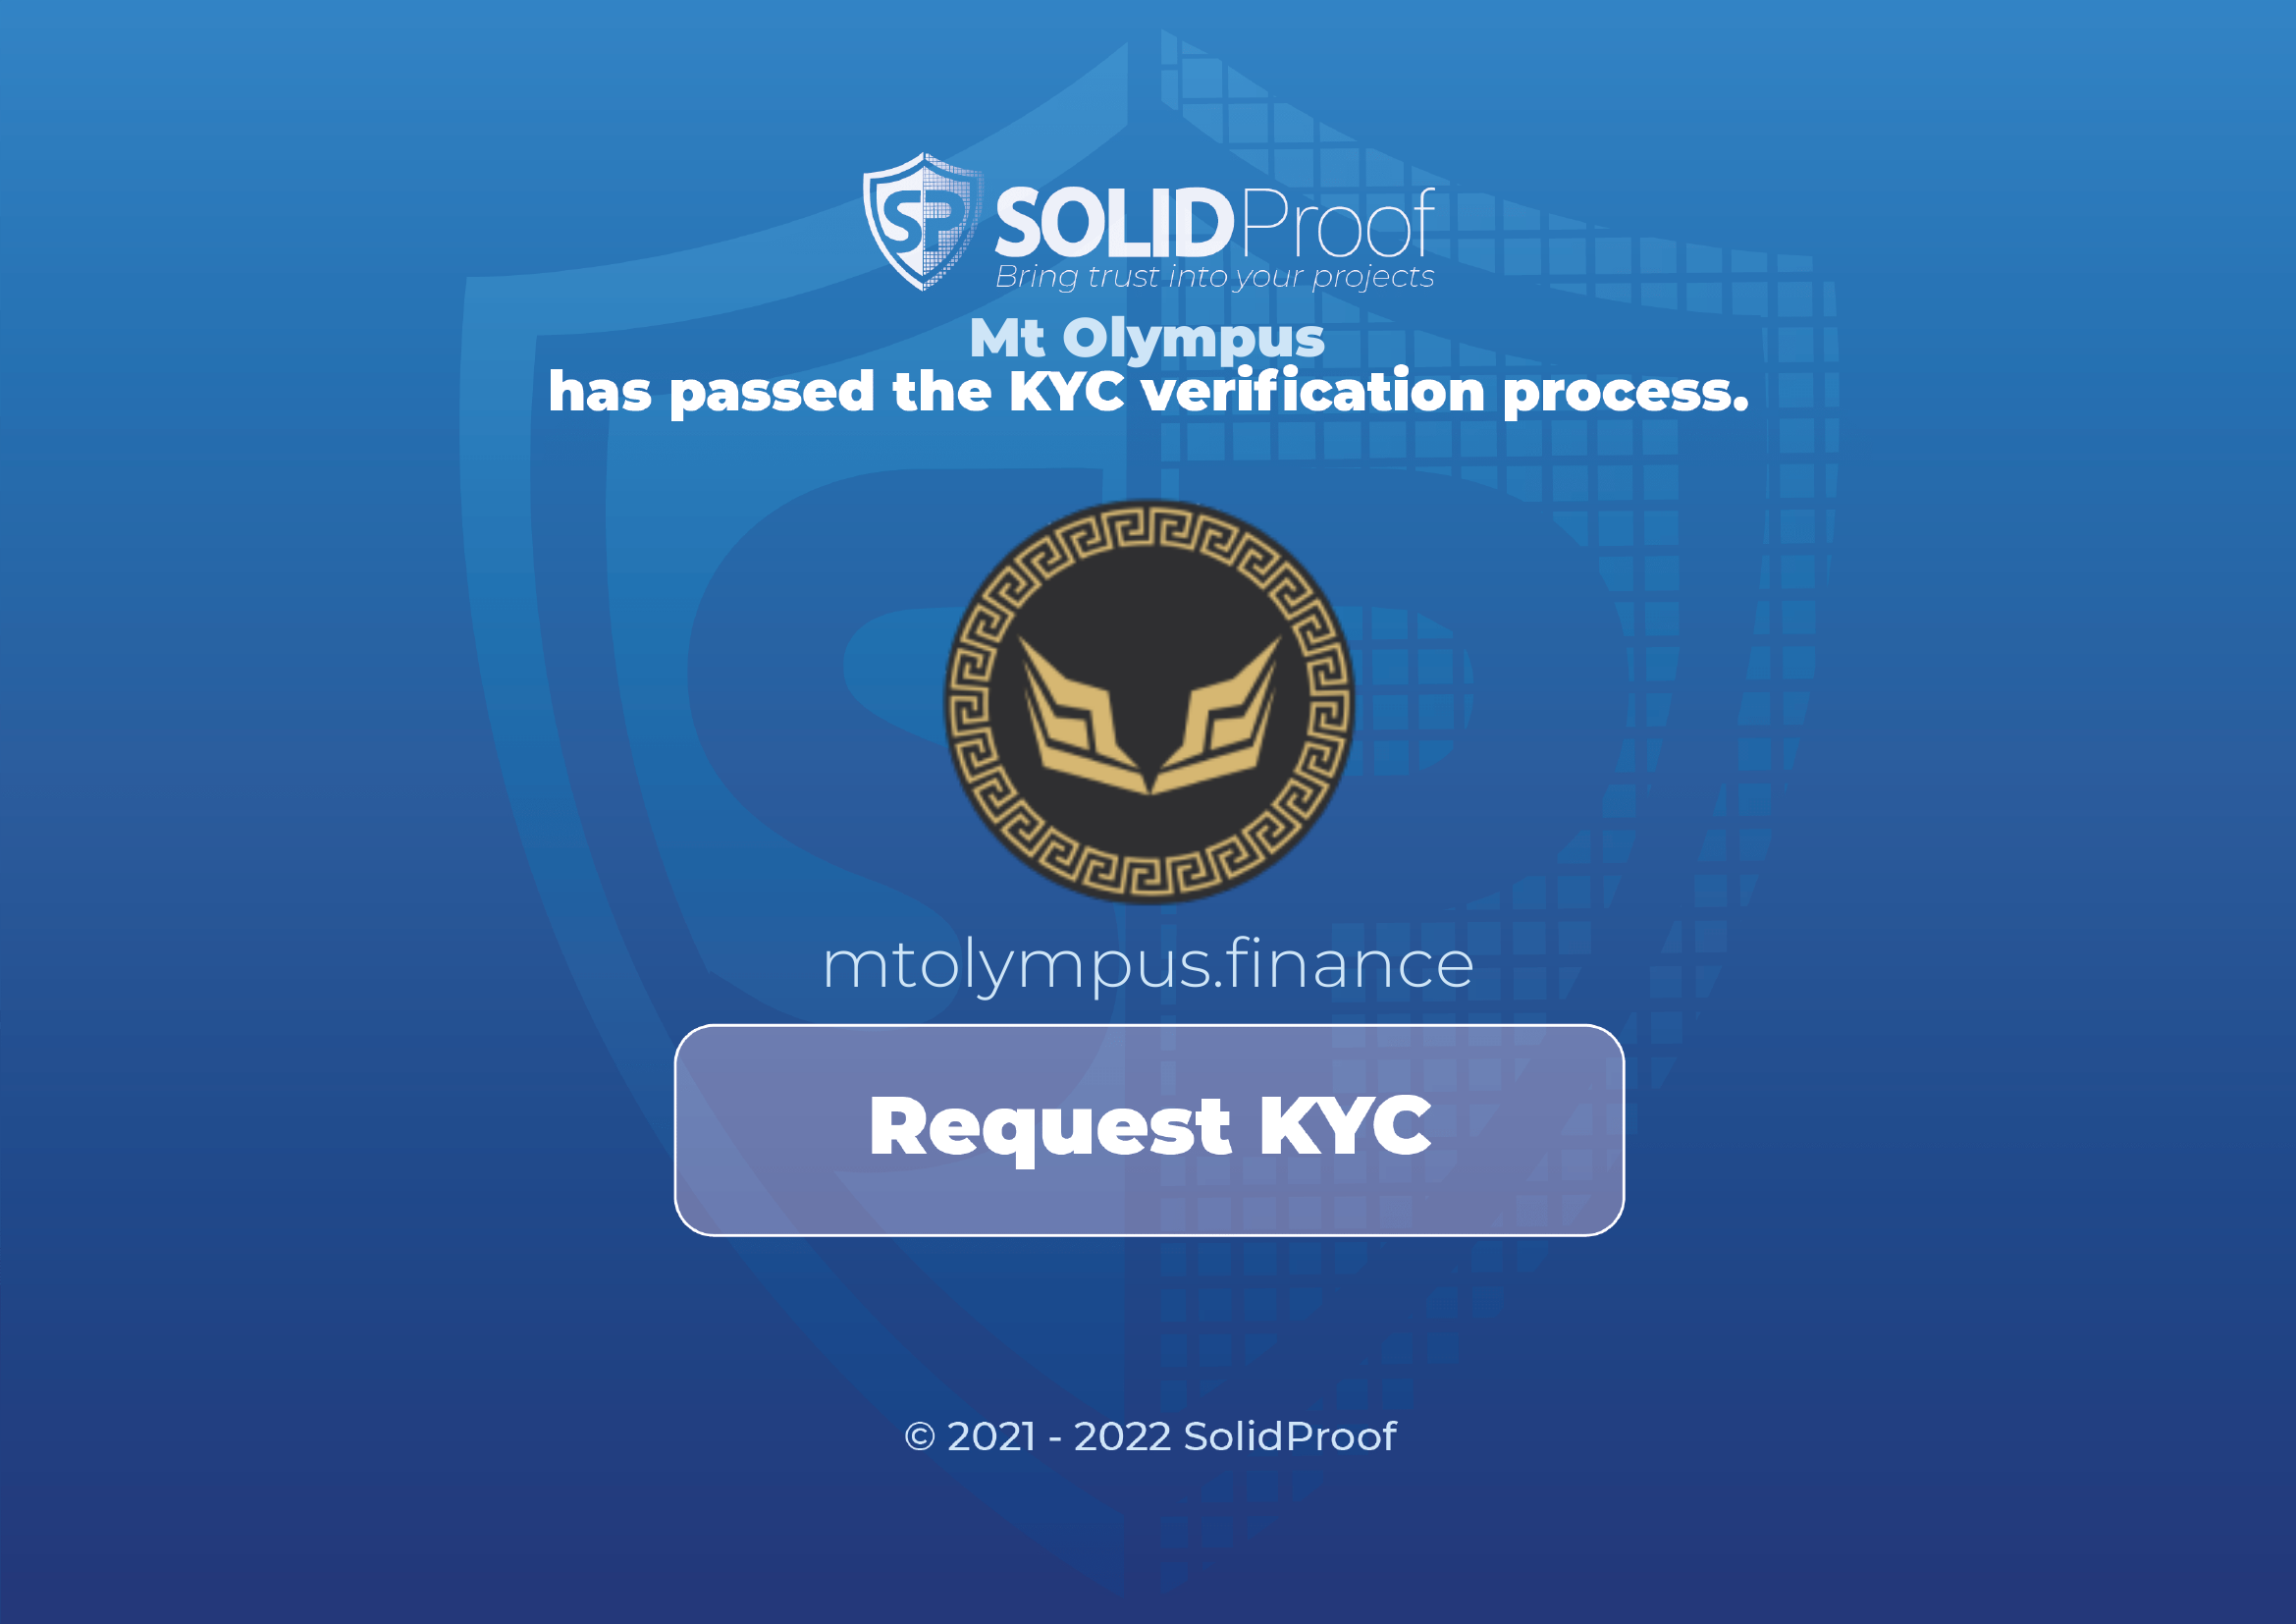 SP
SOLIDProof
Bring trust into your projects
Mt Olympus
has passed the KYC verification process.
mtolympus.finance
Request KYC
© 2021 - 2022 SolidProof